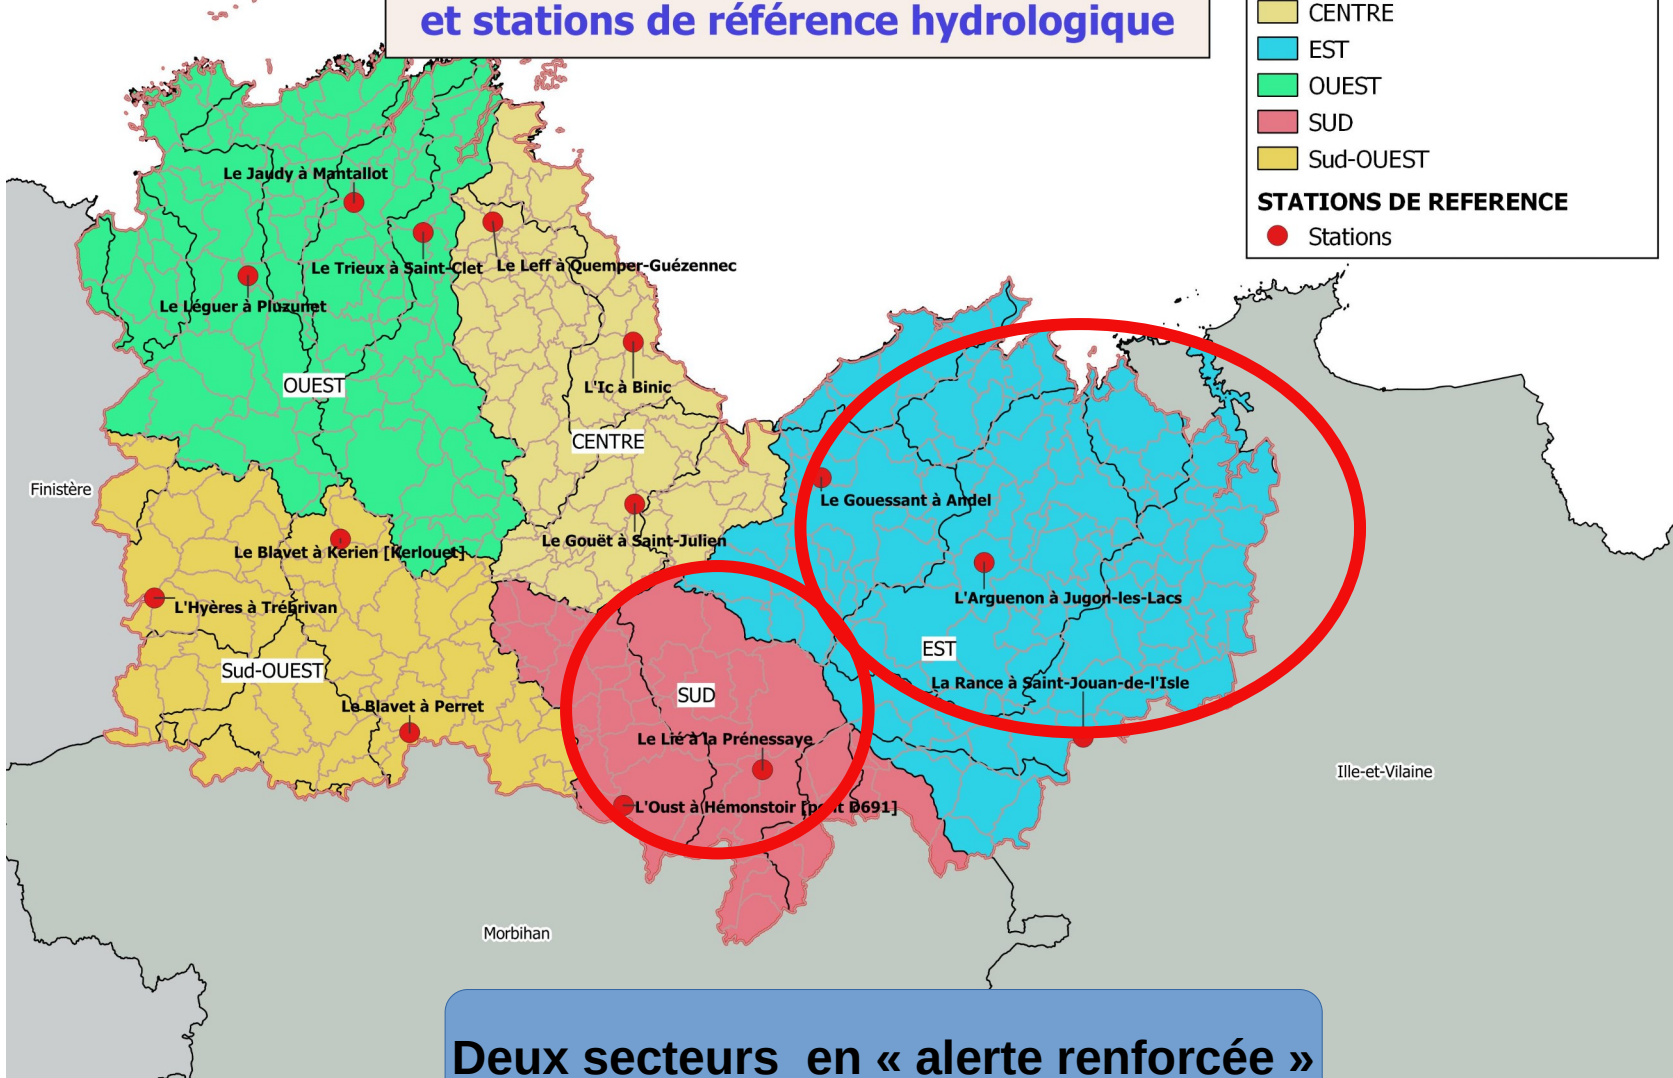 et stations de référence hydrologique
CENTRE
EST
OUEST
SUD
Sud-OUEST
STATIONS DE REFERENCE
Stations
Le Jaudy à Mantallot
Le Trieux à Saint-Clet
Le Leff à Quemper-Guézennec
Le Léguer à Pluzunet
OUEST
L'Ic à Binic
CENTRE
Finistère
Le Gouessant à Andel
Le Gouët à Saint-Julien
Le Blavet à Kerien [Kerlouet]
L'Hyères à Trébrivan
L'Arguenon à Jugon-les-Lacs
EST
Sud-OUEST
La Rance à Saint-Jouan-de-l'Isle
SUD
Le Blavet à Perret
Le Lié à la Prénessaye
Ille-et-Vilaine
L'Oust à Hémonstoir [pont D691]
Morbihan
Deux secteurs en « alerte renforcée »